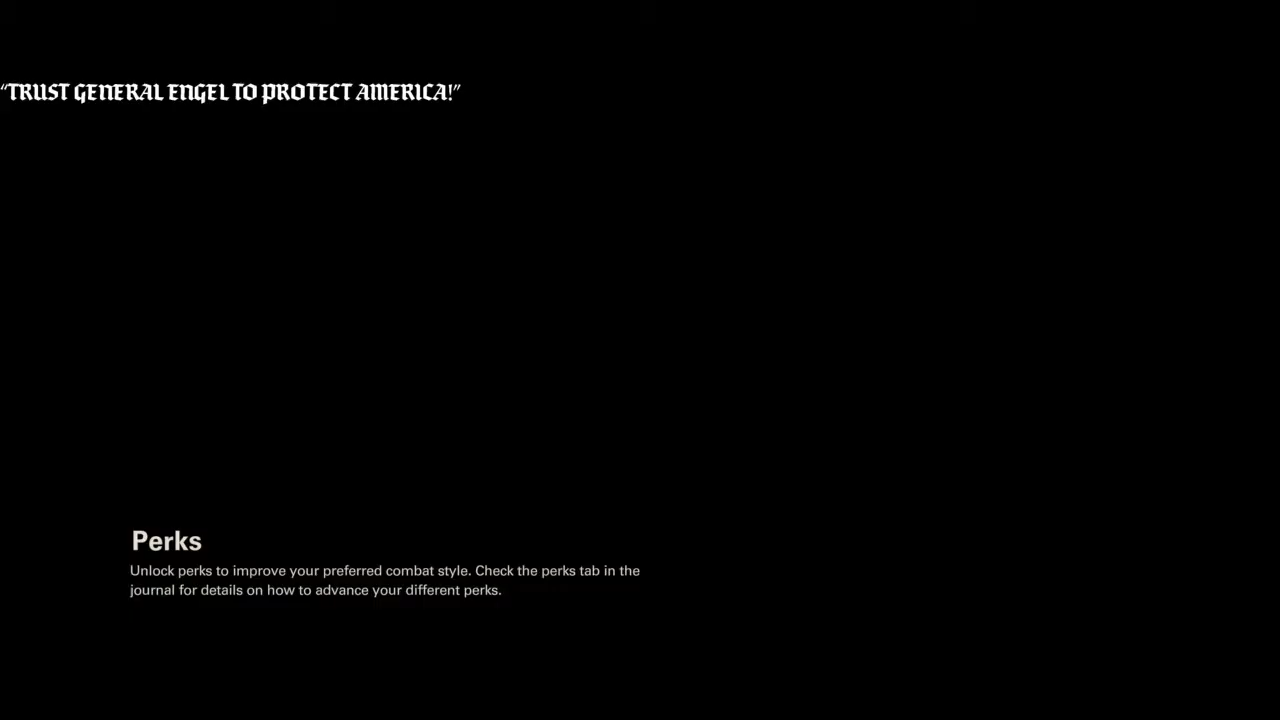 “TRUST GENERAL ENGEL TO PROTECT AMERICA!”
Perks
Unlock perks to improve your preferred combat style. Check the perks tab in the
journal for details on how to advance your different perks.